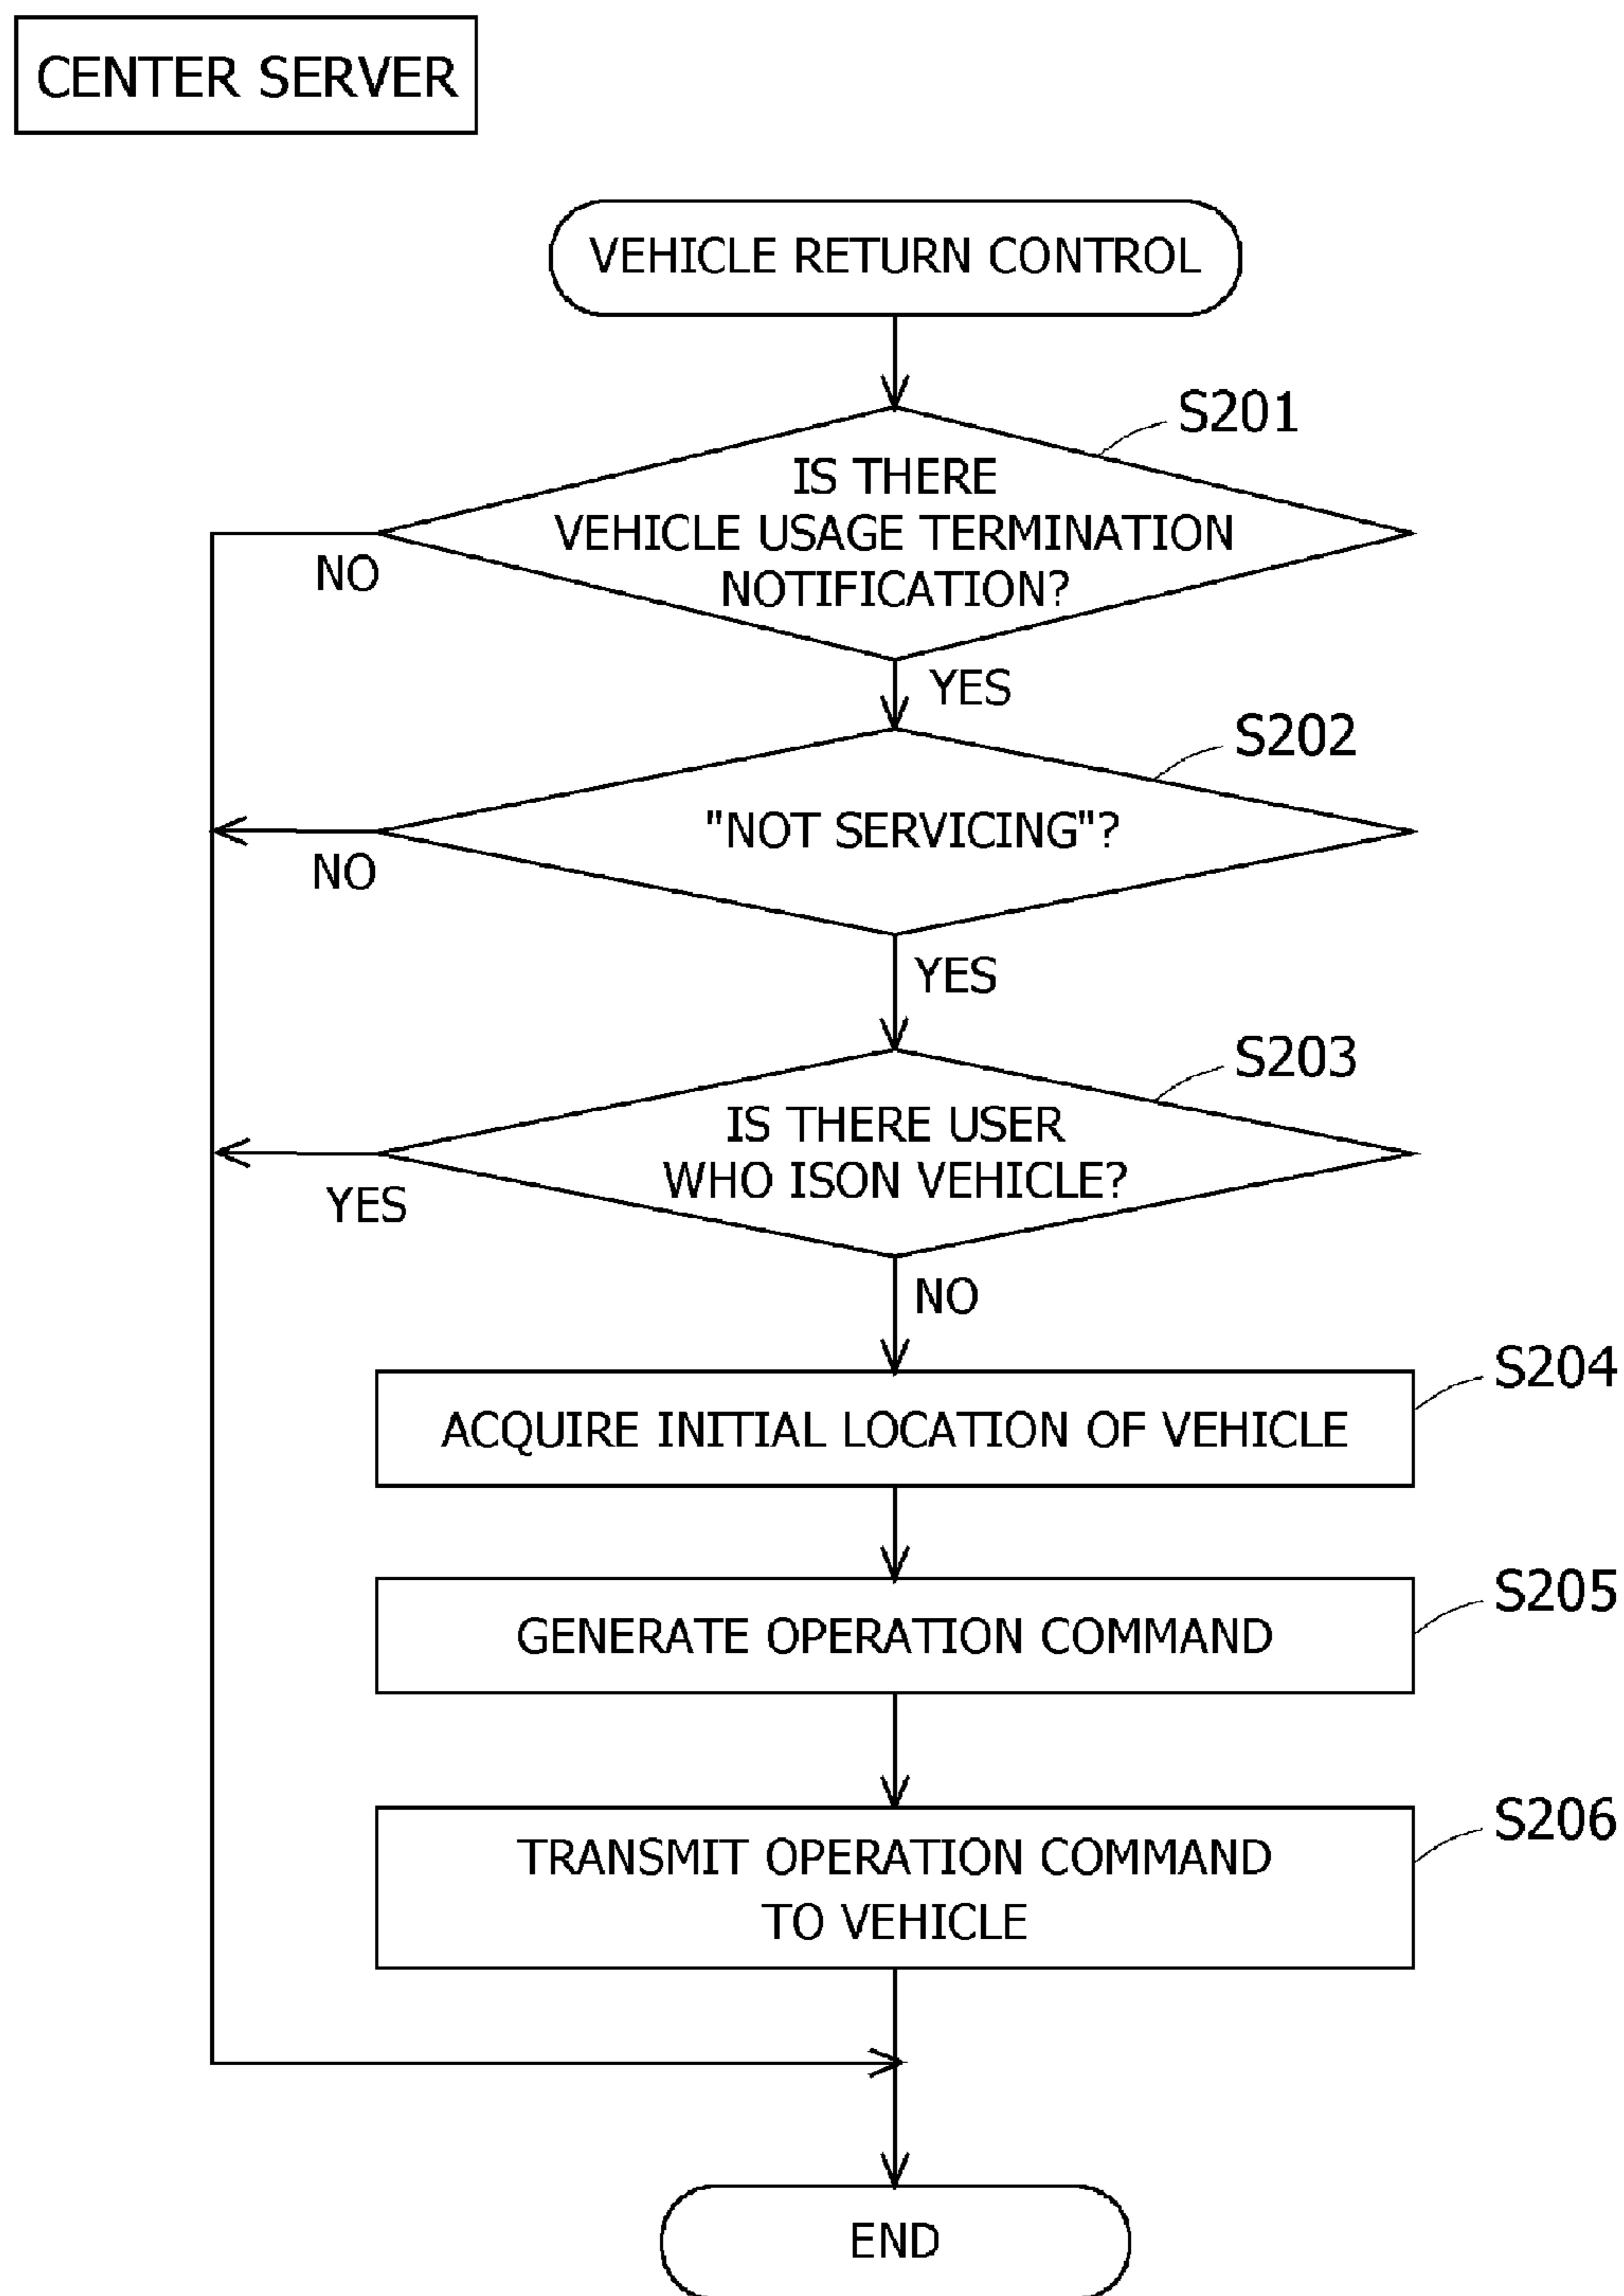 CENTER SERVER
VEHICLE RETURN CONTROL
S201
IS THERE
VEHICLE USAGE TERMINATION
NOTIFICATION?
NO
YES
S202
"NOT SERVICING"?
NO
YES
S203
IS THERE USER
WHO ISON VEHICLE?
YES
NO
S204
ACQUIRE INITIAL LOCATION OF VEHICLE
S205
GENERATE OPERATION COMMAND
S206
TRANSMIT OPERATION COMMAND
TO VEHICLE
END